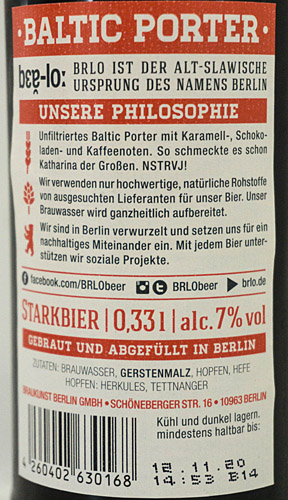 ·BALTIC PORTER·
bɛə-lo: BRLO IST DER ALT-SLAWISCHE
URSPRUNG DES NAMENS BERLIN
UNSERE PHILOSOPHIE
Unfiltriertes Baltic Porter mit Karamell-, Schoko-
laden- und Kaffeenoten. So schmeckte es schon
Katharina der Großen. NSTRVJ!
Wir verwenden nur hochwertige, natürliche Rohstoffe
von ausgesuchten Lieferanten für unser Bier. Unser
Brauwasser wird ganzheitlich aufbereitet.
Wir sind in Berlin verwurzelt und setzen uns für ein
nachhaltiges Miteinander ein. Mit jedem Bier unter-
stützen wir soziale Projekte.
facebook.com/BRLObeer BRLObeer brlo.de
STARKBIER | 0,33 l | alc. 7% vol
GEBRAUT UND ABGEFÜLLT IN BERLIN
ZUTATEN: BRAUWASSER, GERSTENMALZ, HOPFEN, HEFE
HOPFEN: HERKULES, TETTNANGER
BRAUKUNST BERLIN GMBH • SCHÖNEBERGER STR. 16 • 10963 BERLIN
Kühl und dunkel lagern.
mindestens haltbar bis:
12.11.20
14:53 B14
4 260402 630168